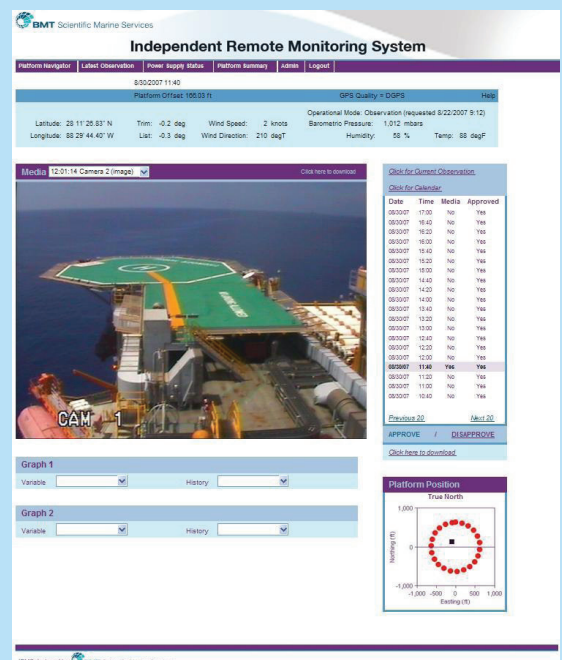 BMT Scientific Marine Services
Independent Remote Monitoring System
Platform Navigator | Latest Observation | Power Supply Status | Platform Summary | Admin | Logout
8/30/2007 11:40
Platform Offset 166.03 ft GPS Quality = DGPS Help
Operational Mode: Observation (requested 8/22/2007 9:12)
Latitude: 28 11' 26.83' N Trim: -0.2 deg Wind Speed: 2 knots Barometric Pressure: 1,012 mbars
Longitude: 88 29' 44.40' W List: -0.3 deg Wind Direction: 210 degT Humidity: 58 % Temp: 88 degF
Media 12:01:14 Camera 2 (image) Click here to download
CAM 1
Click for Current Observation
Click for Calendar
Date Time Media Approved
08/30/07 17:00 No Yes
08/30/07 16:40 No Yes
08/30/07 16:20 No Yes
08/30/07 16:00 No Yes
08/30/07 15:40 No Yes
08/30/07 15:20 No Yes
08/30/07 15:00 No Yes
08/30/07 14:40 No Yes
08/30/07 14:20 No Yes
08/30/07 14:00 No Yes
08/30/07 13:40 No Yes
08/30/07 13:20 No Yes
08/30/07 13:00 No Yes
08/30/07 12:40 No Yes
08/30/07 12:20 No Yes
08/30/07 12:00 No Yes
08/30/07 11:40 Yes Yes
08/30/07 11:20 No Yes
08/30/07 11:00 No Yes
08/30/07 10:40 No Yes
Previous 20 Next 20
APPROVE / DISAPPROVE
Click here to download
Graph 1
Variable History
Graph 2
Variable History
Platform Position
True North
1,000
0
-1,000
Northing (ft)
-1,000 -500 0 500 1,000
Easting (ft)